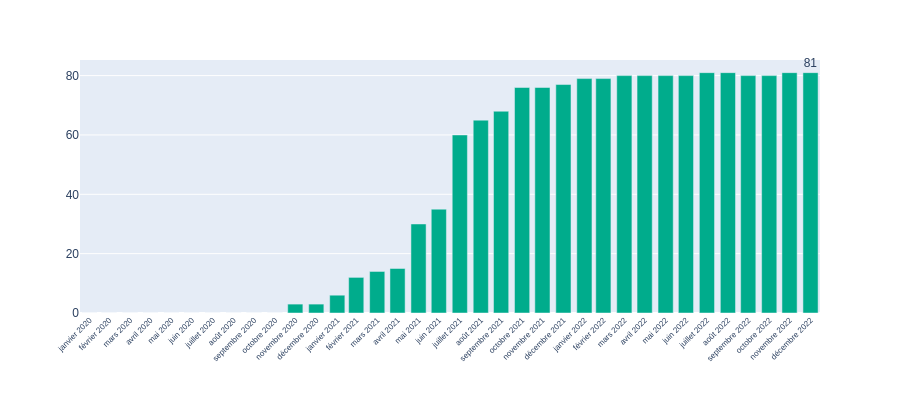 81
80
60
40
20
0
janvier 2020
février 2020
mars 2020
avril 2020
mai 2020
juin 2020
juillet 2020
août 2020
septembre 2020
octobre 2020
novembre 2020
décembre 2020
janvier 2021
février 2021
mars 2021
avril 2021
mai 2021
juin 2021
juillet 2021
août 2021
septembre 2021
octobre 2021
novembre 2021
décembre 2021
janvier 2022
février 2022
mars 2022
avril 2022
mai 2022
juin 2022
juillet 2022
août 2022
septembre 2022
octobre 2022
novembre 2022
décembre 2022